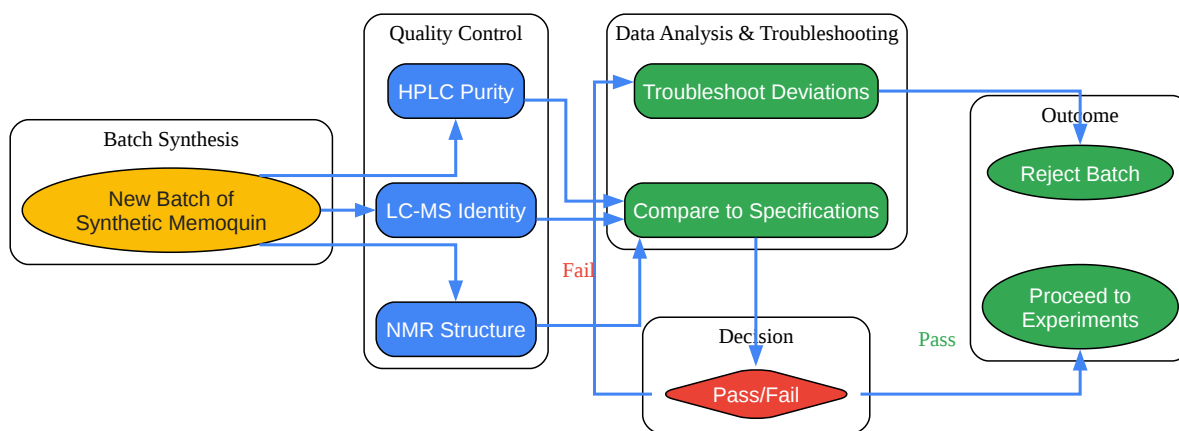 Batch Synthesis
New Batch of
Synthetic Memoquin
Quality Control
HPLC Purity
LC-MS Identity
NMR Structure
Data Analysis & Troubleshooting
Troubleshoot Deviations
Compare to Specifications
Fail
Decision
Pass/Fail
Pass
Outcome
Reject Batch
Proceed to
Experiments